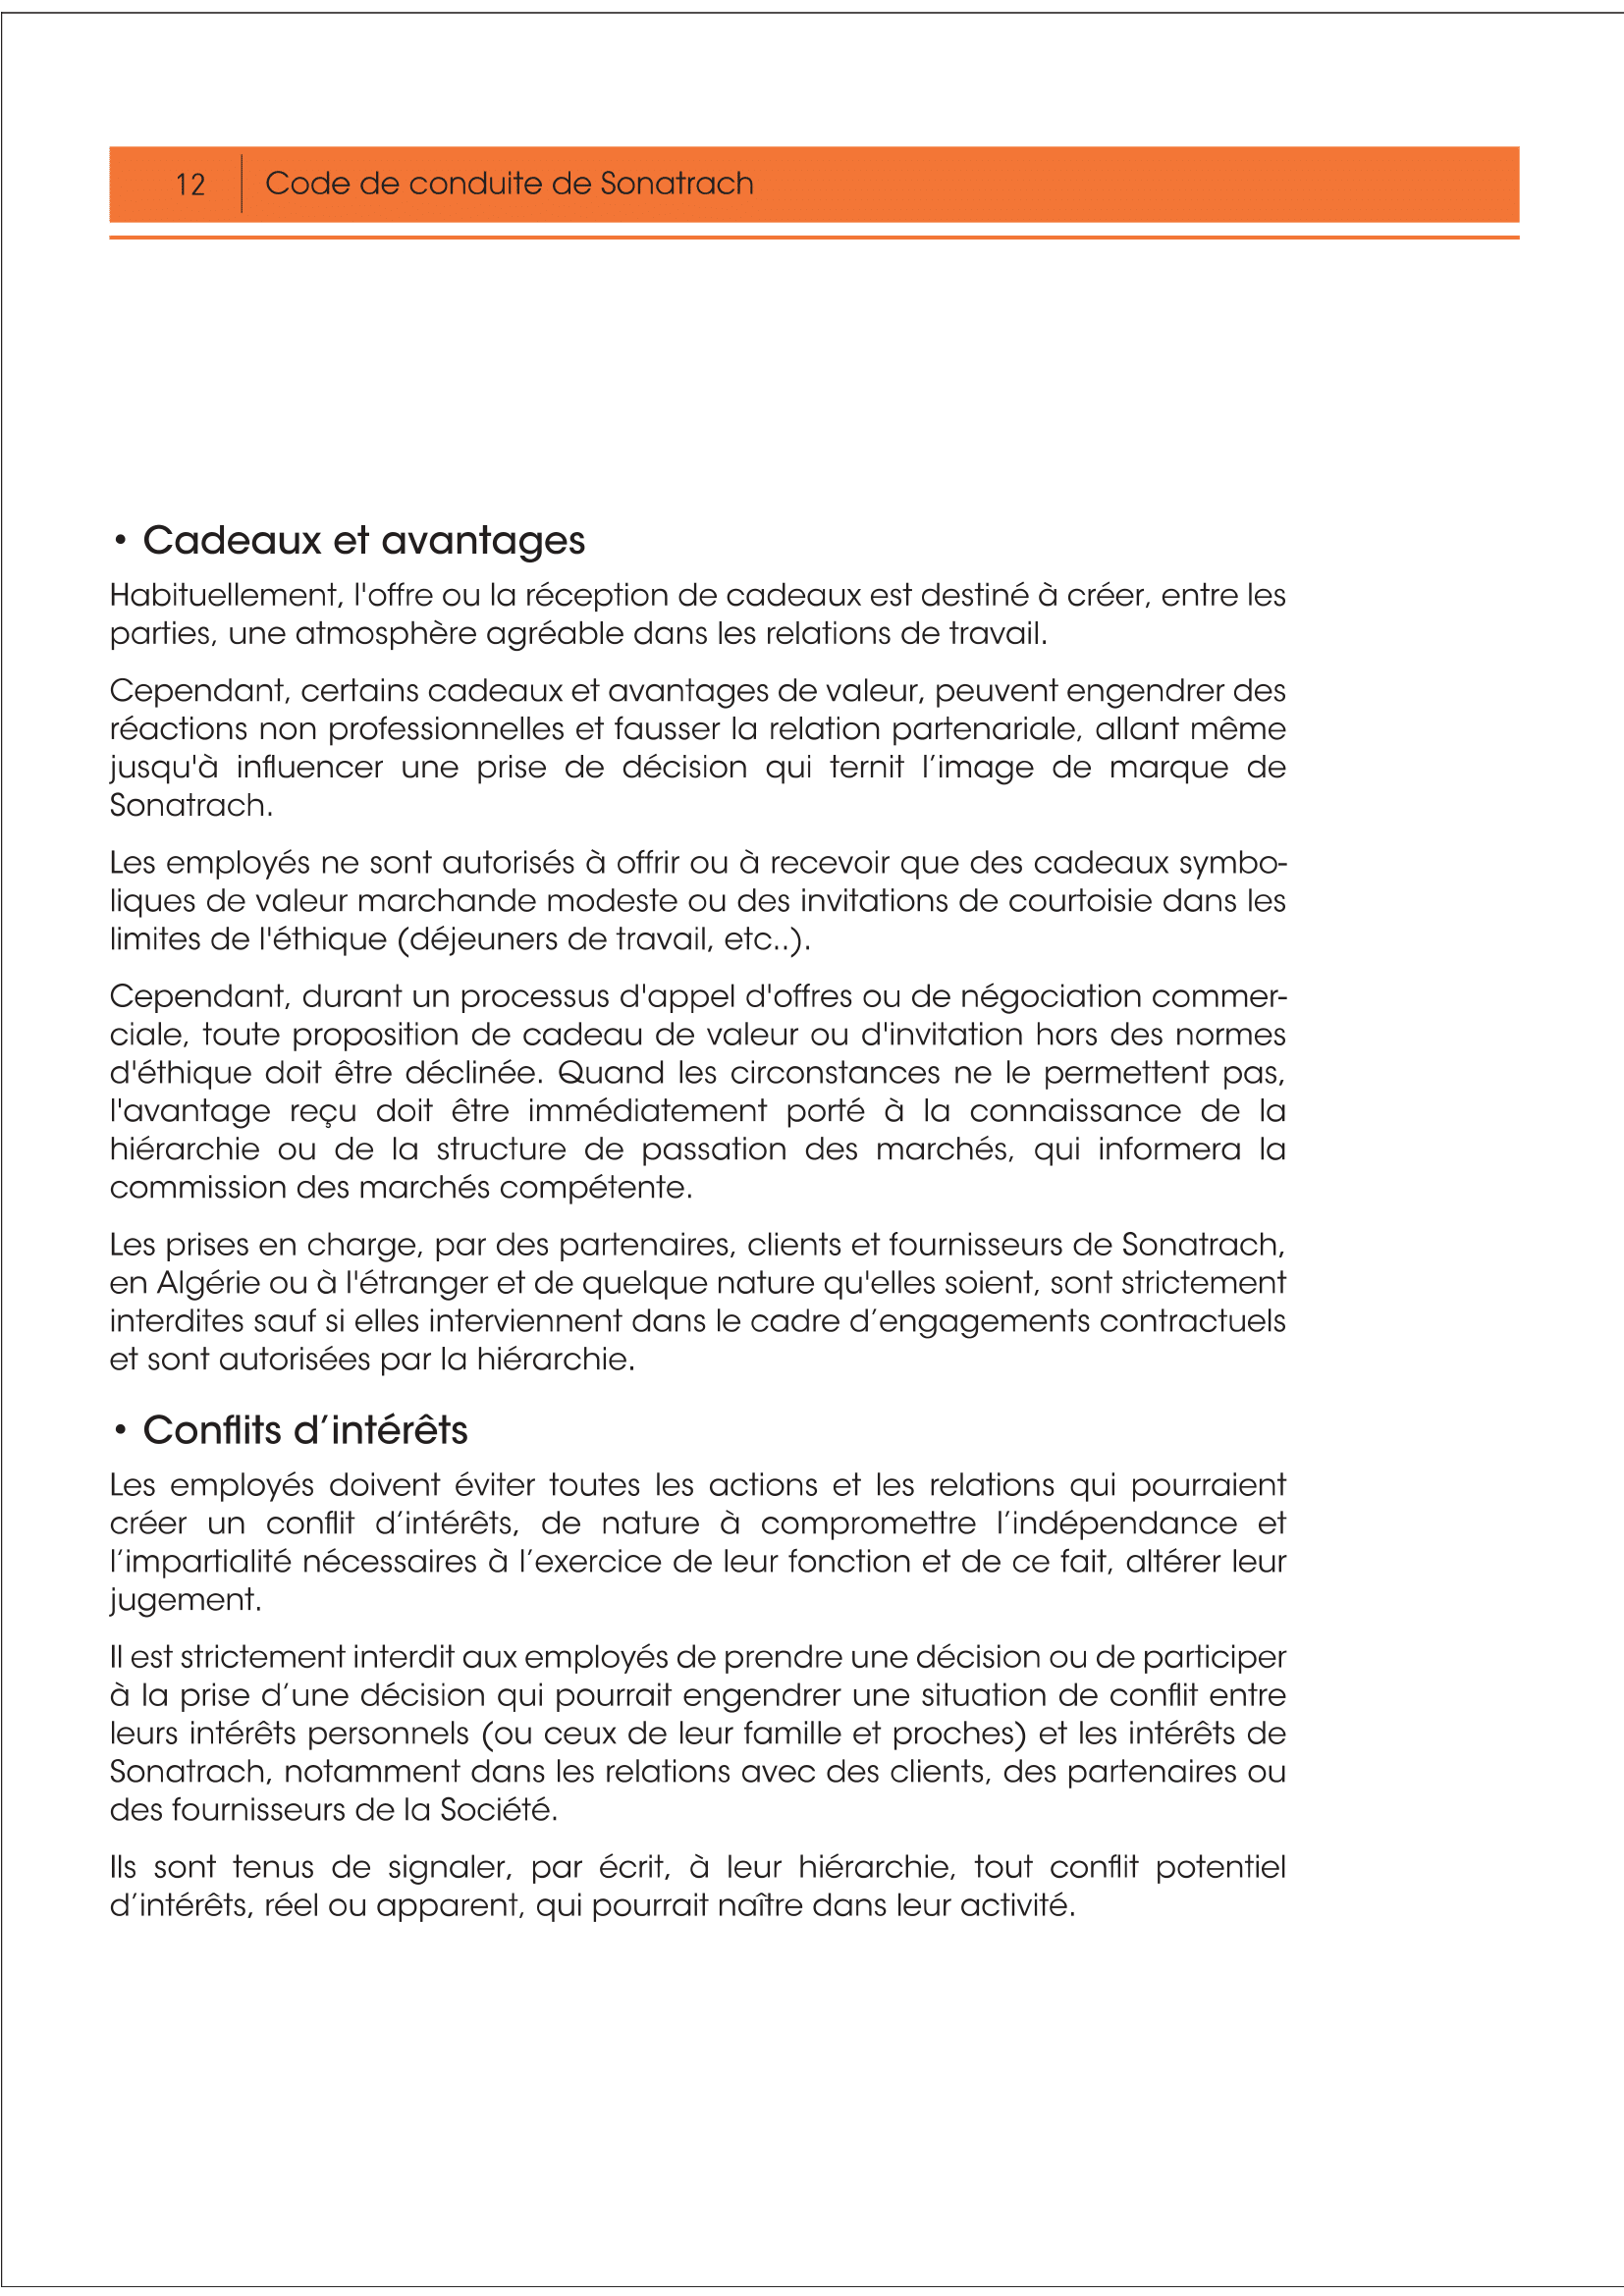 12
Code de conduite de Sonatrach
• Cadeaux et avantages
Habituellement, l'offre ou la réception de cadeaux est destiné à créer, entre les
parties, une atmosphère agréable dans les relations de travail.
Cependant, certains cadeaux et avantages de valeur, peuvent engendrer des
réactions non professionnelles et fausser la relation partenariale, allant même
jusqu'à influencer une prise de décision qui ternit l’image de marque de
Sonatrach.
Les employés ne sont autorisés à offrir ou à recevoir que des cadeaux symbo-
liques de valeur marchande modeste ou des invitations de courtoisie dans les
limites de l'éthique (déjeuners de travail, etc..).
Cependant, durant un processus d'appel d'offres ou de négociation commer-
ciale, toute proposition de cadeau de valeur ou d'invitation hors des normes
d'éthique doit être déclinée. Quand les circonstances ne le permettent pas,
l'avantage reçu doit être immédiatement porté à la connaissance de la
hiérarchie ou de la structure de passation des marchés, qui informera la
commission des marchés compétente.
Les prises en charge, par des partenaires, clients et fournisseurs de Sonatrach,
en Algérie ou à l'étranger et de quelque nature qu'elles soient, sont strictement
interdites sauf si elles interviennent dans le cadre d’engagements contractuels
et sont autorisées par la hiérarchie.
• Conflits d’intérêts
Les employés doivent éviter toutes les actions et les relations qui pourraient
créer un conflit d’intérêts, de nature à compromettre l’indépendance et
l’impartialité nécessaires à l’exercice de leur fonction et de ce fait, altérer leur
jugement.
Il est strictement interdit aux employés de prendre une décision ou de participer
à la prise d’une décision qui pourrait engendrer une situation de conflit entre
leurs intérêts personnels (ou ceux de leur famille et proches) et les intérêts de
Sonatrach, notamment dans les relations avec des clients, des partenaires ou
des fournisseurs de la Société.
Ils sont tenus de signaler, par écrit, à leur hiérarchie, tout conflit potentiel
d’intérêts, réel ou apparent, qui pourrait naître dans leur activité.